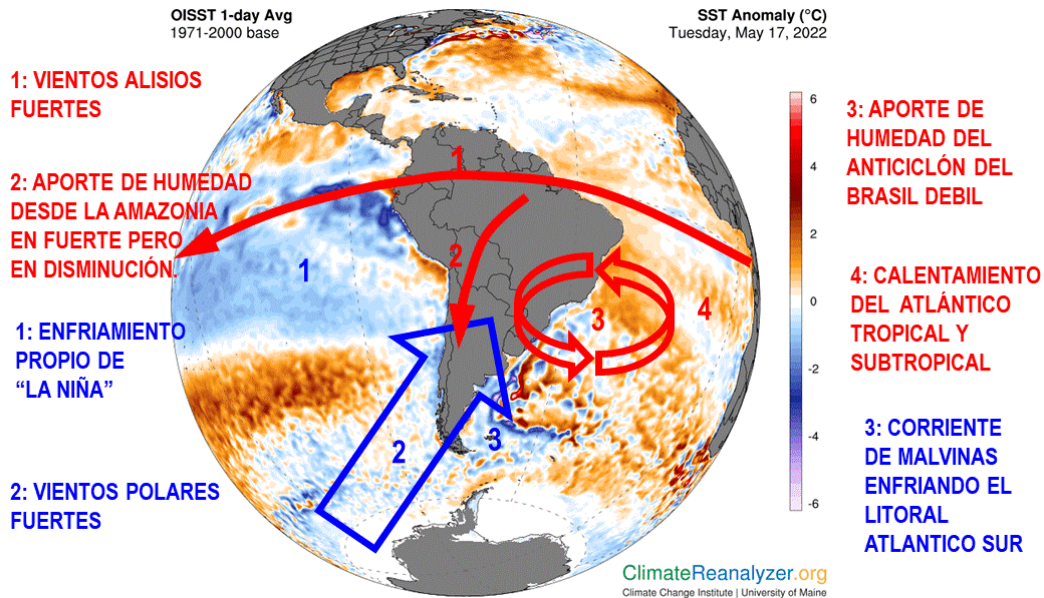 OISST 1-day Avg
1971-2000 base
SST Anomaly (°C)
Tuesday, May 17, 2022
1: VIENTOS ALISIOS
FUERTES
2: APORTE DE HUMEDAD
DESDE LA AMAZONIA
EN FUERTE PERO
EN DISMINUCIÓN.
1: ENFRIAMIENTO
PROPIO DE
“LA NIÑA”
2: VIENTOS POLARES
FUERTES
1
2
1
3
4
2
3
6
4
2
0
-2
-4
-6
3: APORTE DE
HUMEDAD DEL
ANTICICLÓN DEL
BRASIL DEBIL
4: CALENTAMIENTO
DEL ATLÁNTICO
TROPICAL Y
SUBTROPICAL
3: CORRIENTE
DE MALVINAS
ENFRIANDO EL
LITORAL
ATLANTICO SUR
ClimateReanalyzer.org
Climate Change Institute | University of Maine